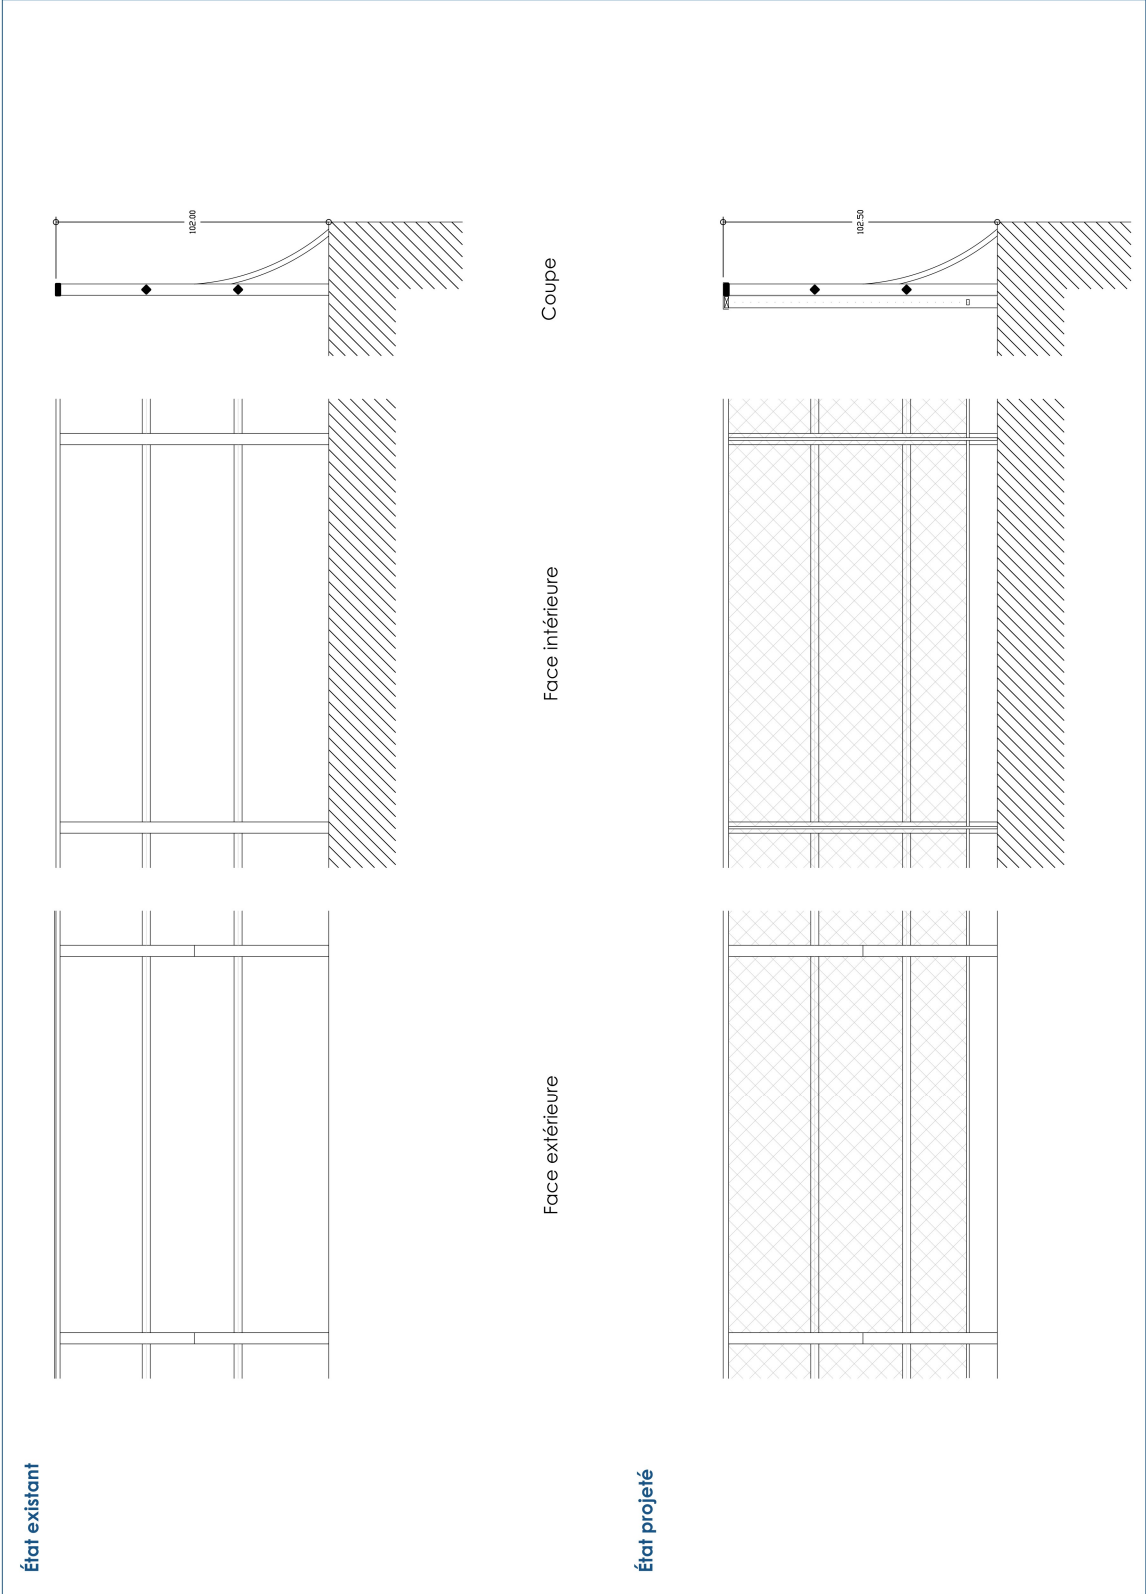 État existant
102.00
Face extérieure
Face intérieure
Coupe
État projeté
102.50